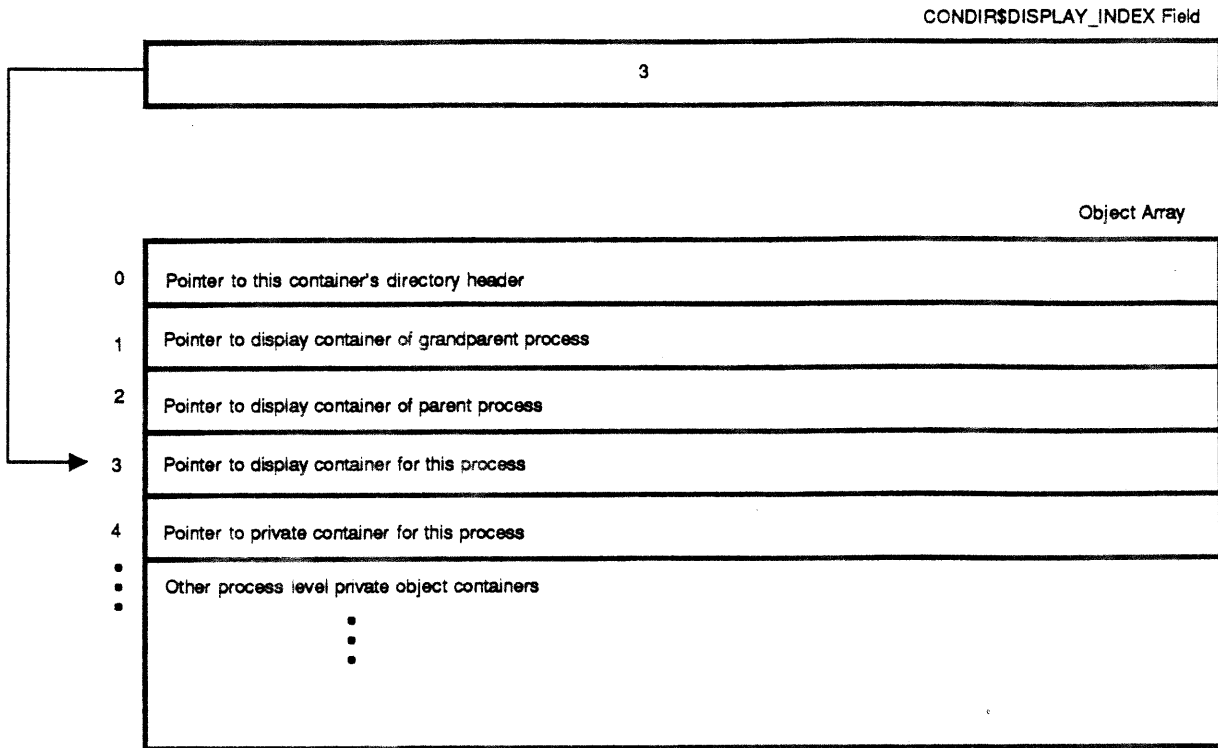 CONDIR$DISPLAY_INDEX Field
3
Object Array
0 Pointer to this container's directory header
1 Pointer to display container of grandparent process
2 Pointer to display container of parent process
3 Pointer to display container for this process
4 Pointer to private container for this process
Other process level private object containers